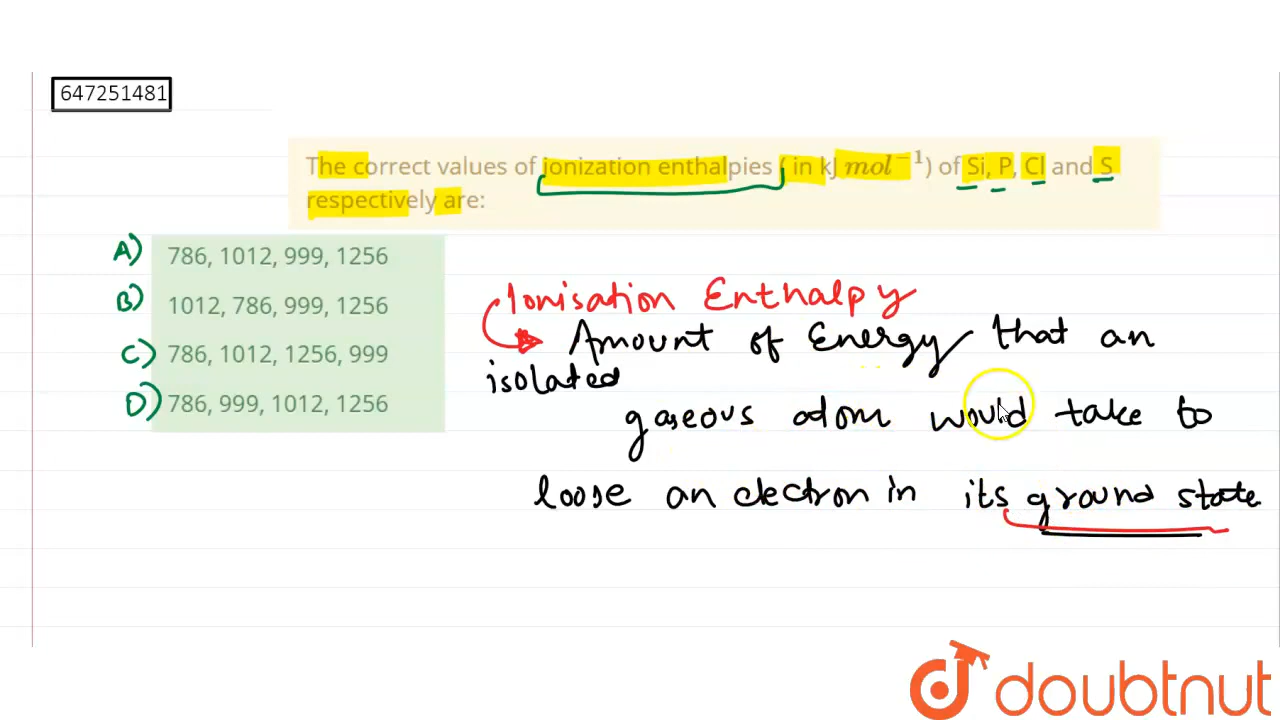 647251481
The correct values of ionization enthalpies ( in kJ mol⁻¹) of Si, P, Cl and S
respectively are:
A) 786, 1012, 999, 1256
B) 1012, 786, 999, 1256
C) 786, 1012, 1256, 999
D) 786, 999, 1012, 1256
Ionisation Enthalpy
Amount of Energy that an
isolated
gaseous atom would take to
loose an electron in its ground state
doubtnut